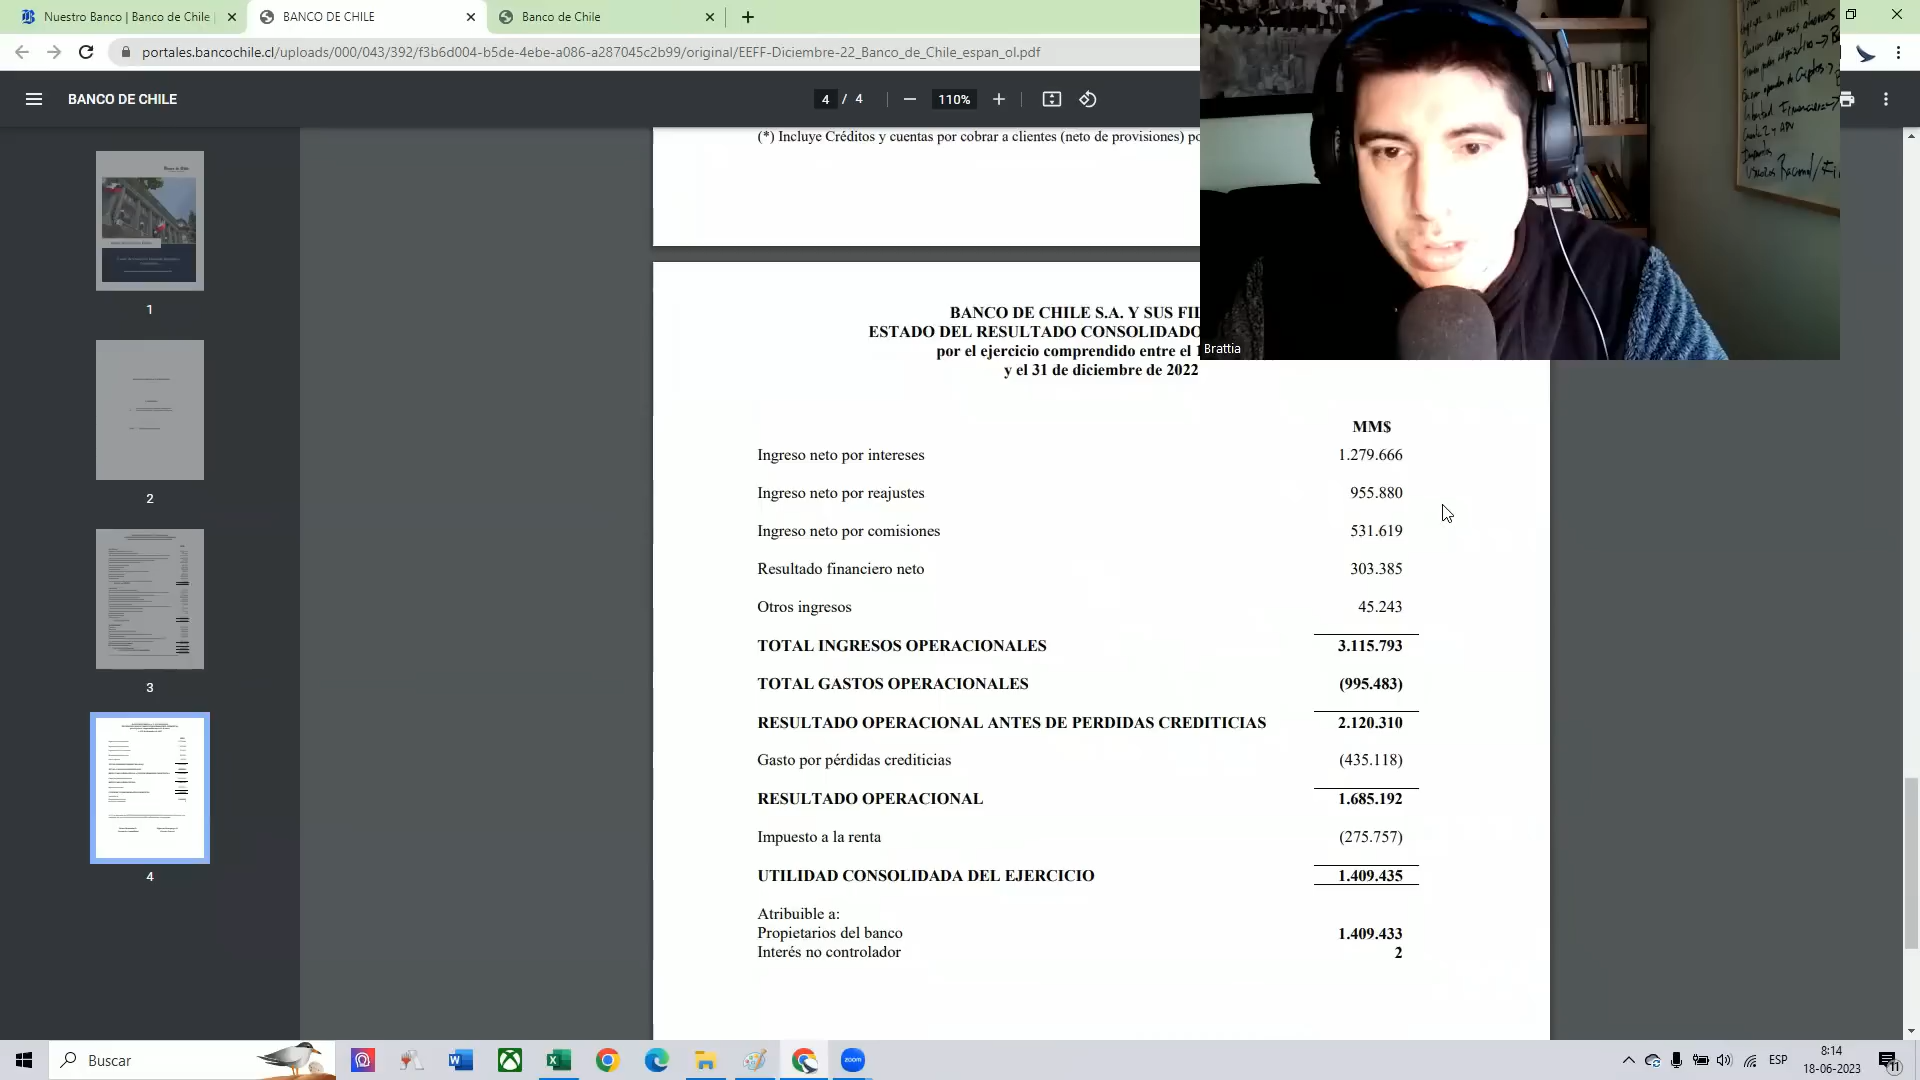 Nuestro Banco | Banco de Chile |
BANCO DE CHILE
Banco de Chile
portales.bancochile.cl/uploads/000/043/392/f3b6d004-b5de-4ebe-a086-a287045c2b99/original/EEFF-Diciembre-22_Banco_de_Chile_espan_ol.pdf
BANCO DE CHILE
4 / 4
110%
1
2
3
4
(*) Incluye Créditos y cuentas por cobrar a clientes (neto de provisiones)
BANCO DE CHILE S.A. Y SUS
ESTADO DEL RESULTADO CONSOLIDADO
por el ejercicio comprendido entre el
y el 31 de diciembre de 2022
MM$
Ingreso neto por intereses 1.279.666
Ingreso neto por reajustes 955.880
Ingreso neto por comisiones 531.619
Resultado financiero neto 303.385
Otros ingresos 45.243
TOTAL INGRESOS OPERACIONALES 3.115.793
TOTAL GASTOS OPERACIONALES (995.483)
RESULTADO OPERACIONAL ANTES DE PERDIDAS CREDITICIAS 2.120.310
Gasto por pérdidas crediticias (435.118)
RESULTADO OPERACIONAL 1.685.192
Impuesto a la renta (275.757)
UTILIDAD CONSOLIDADA DEL EJERCICIO 1.409.435
Atribuible a:
Propietarios del banco 1.409.433
Interés no controlador 2
Brattia
Buscar
zoom
ESP
8:14
18-06-2023
11